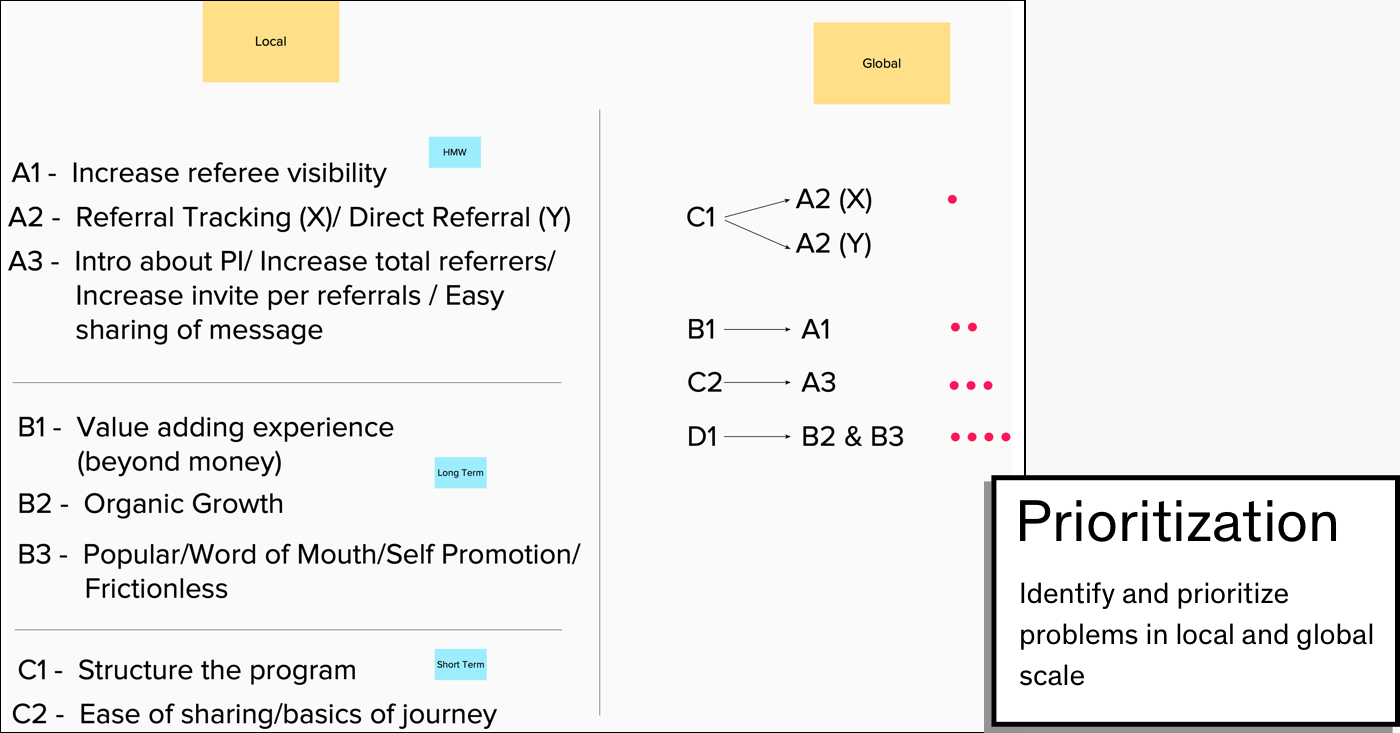 Local
HMW
A1 - Increase referee visibility
A2 - Referral Tracking (X)/ Direct Referral (Y)
A3 - Intro about PI/ Increase total referrers/
Increase invite per referrals / Easy
sharing of message
B1 - Value adding experience
(beyond money)
Long Term
B2 - Organic Growth
B3 - Popular/Word of Mouth/Self Promotion/
Frictionless
C1 - Structure the program
Short Term
C2 - Ease of sharing/basics of journey
Global
C1
A2 (X)
A2 (Y)
B1 A1
C2 A3
D1 B2 & B3
Prioritization
Identify and prioritize
problems in local and global
scale